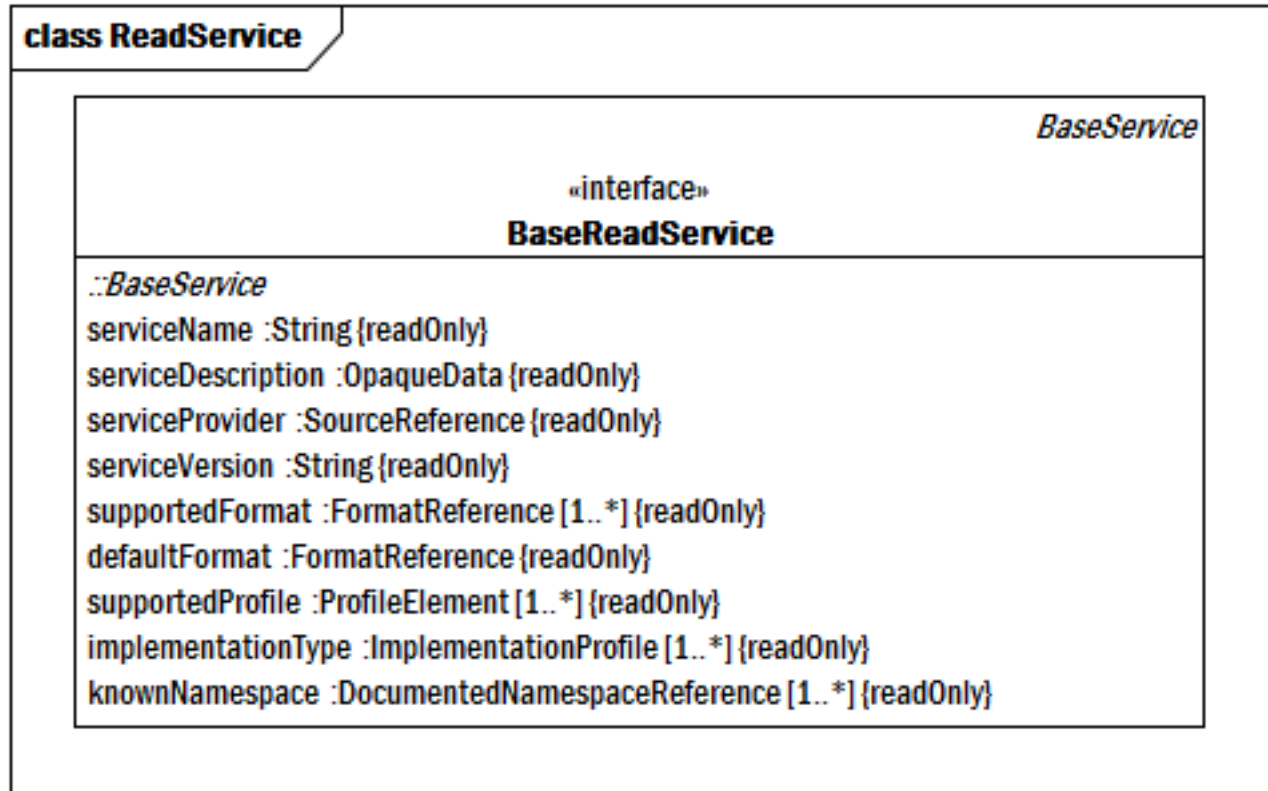 class ReadService
BaseService
«interface»
BaseReadService
::BaseService
serviceName :String {readOnly}
serviceDescription :OpaqueData {readOnly}
serviceProvider :SourceReference {readOnly}
serviceVersion :String {readOnly}
supportedFormat :FormatReference [1..*] {readOnly}
defaultFormat :FormatReference {readOnly}
supportedProfile :ProfileElement [1..*] {readOnly}
implementationType :ImplementationProfile [1..*] {readOnly}
knownNamespace :DocumentedNamespaceReference [1..*] {readOnly}